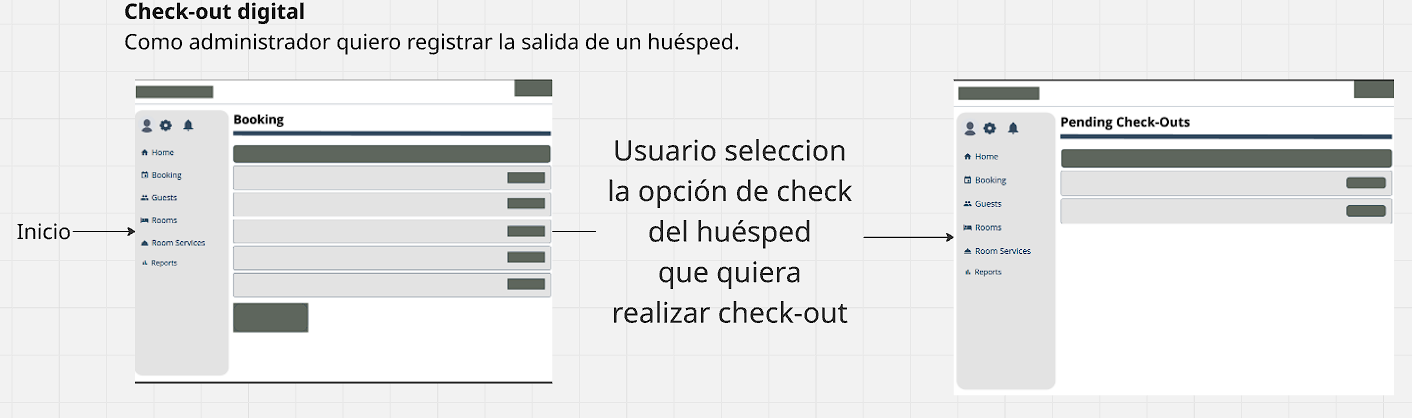 Check-out digital
Como administrador quiero registrar la salida de un huésped.
Inicio
Booking
Home
Booking
Guests
Rooms
Room Services
Reports
Usuario seleccion
la opción de check
del huésped
que quiera
realizar check-out
Pending Check-Outs
Home
Booking
Guests
Rooms
Room Services
Reports